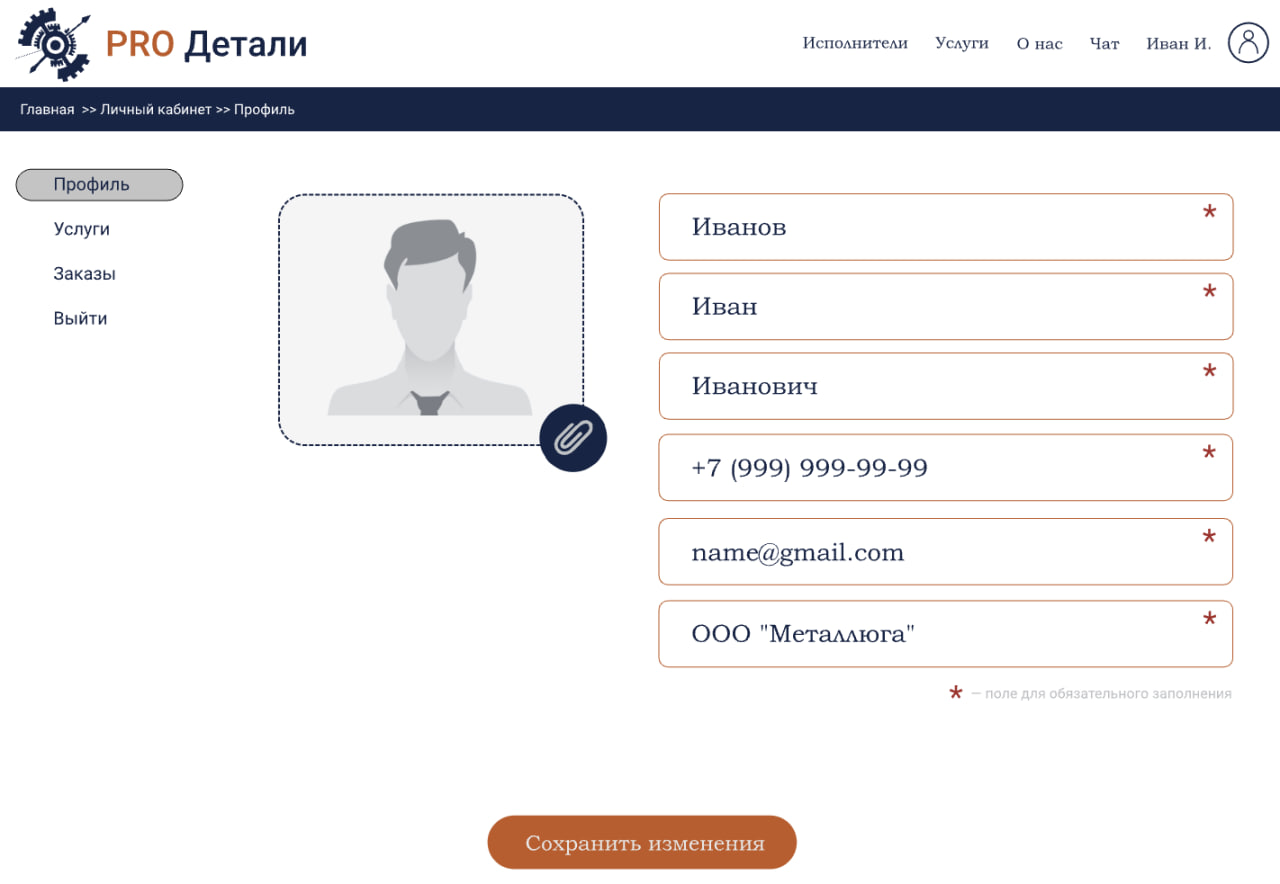 PRO Детали
Исполнители Услуги О нас Чат Иван И.
Главная >> Личный кабинет >> Профиль
Профиль
Услуги
Заказы
Выйти
Иванов *
Иван *
Иванович *
+7 (999) 999-99-99 *
name@gmail.com *
ООО "Металлюга" *
* — поле для обязательного заполнения
Сохранить изменения